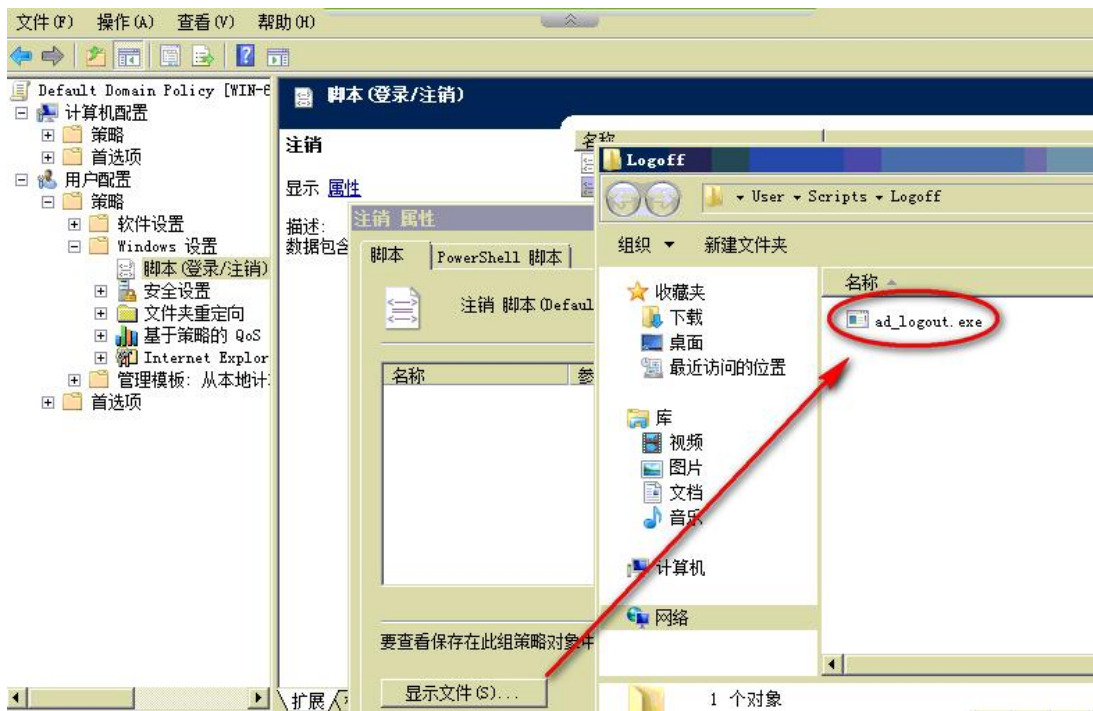 文件(F) 操作(A) 查看(V) 帮助(H)
Default Domain Policy [WIN-
计算机配置
策略
首选项
用户配置
策略
软件设置
Windows 设置
脚本(登录/注销)
安全设置
文件夹重定向
基于策略的 QoS
Internet Explor
管理模板: 从本地计
首选项
脚本(登录/注销)
注销
显示 属性
描述:
数据包含
名称
注销 属性
脚本
PowerShell 脚本
注销 脚本(Defaul
名称
参
要查看保存在此组策略对象中
显示文件(S)...
扩展
Logoff
User Scripts Logoff
组织 新建文件夹
收藏夹
下载
桌面
最近访问的位置
库
视频
图片
文档
音乐
计算机
网络
名称
ad_logout.exe
1 个对象